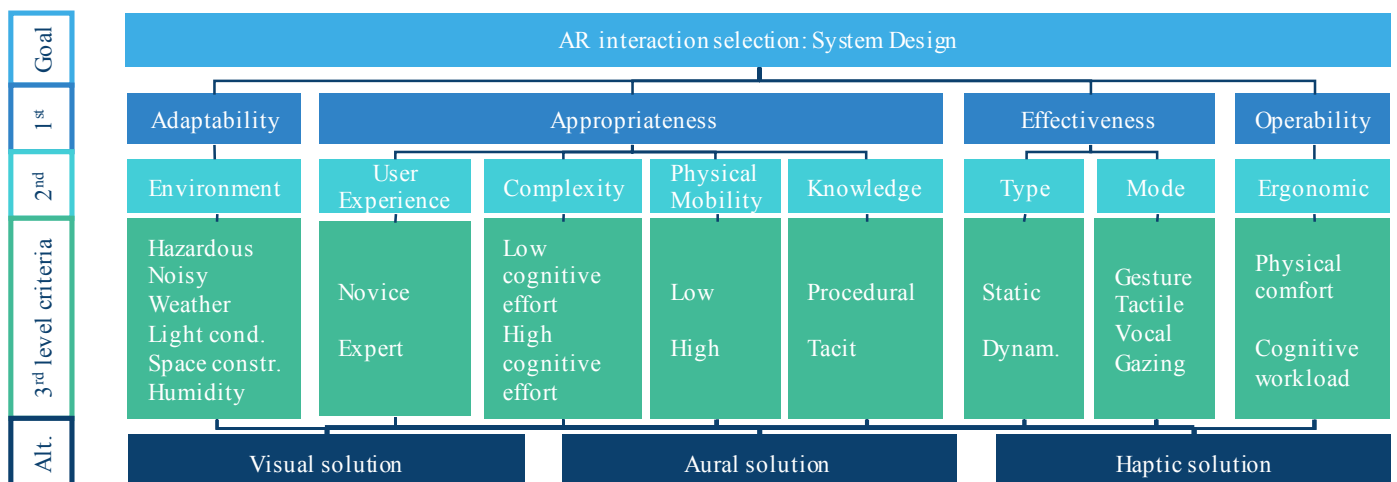 Goal
AR interaction selection: System Design
1st
Adaptability
Appropriateness
Effectiveness
Operability
2nd
Environment
User
Experience
Complexity
Physical
Mobility
Knowledge
Type
Mode
Ergonomic
3rd level criteria
Hazardous
Noisy
Weather
Light cond.
Space constr.
Humidity
Novice
Expert
Low
cognitive
effort
High
cognitive
effort
Low
High
Procedural
Tacit
Static
Dynam.
Gesture
Tactile
Vocal
Gazing
Physical
comfort
Cognitive
workload
Alt.
Visual solution
Aural solution
Haptic solution